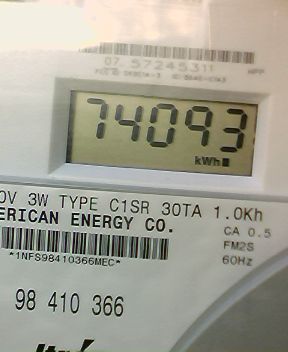 07 57245311
74093
kWh
0V 3W TYPE C1SR 30TA 1.0Kh
ERICAN ENERGY CO.
CA 0.5
FM2S
*1NFS98410366MEC*
60Hz
98 410 366